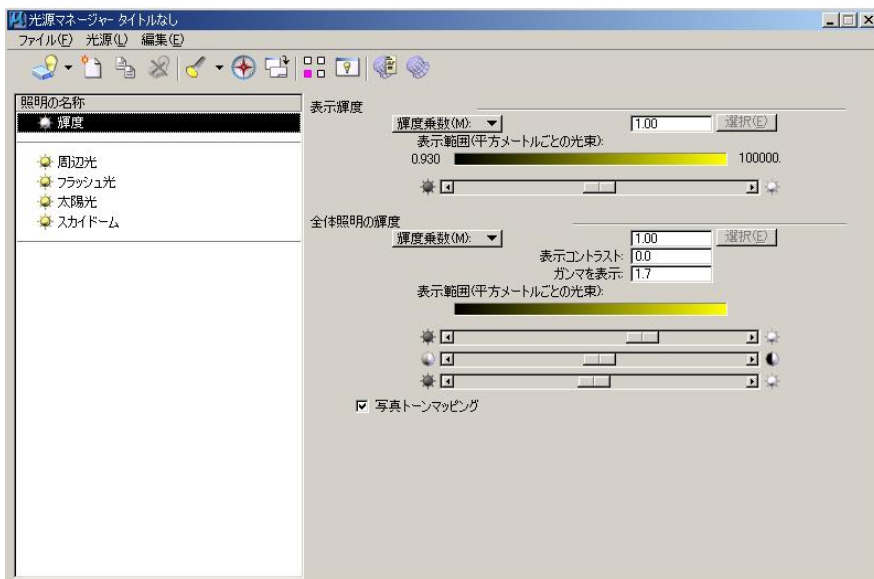 光源マネージャー タイトルなし
ファイル(F) 光源(L) 編集(E)
照明の名称
輝度
周辺光
フラッシュ光
太陽光
スカイドーム
表示輝度
輝度乗数(M): 1.00 選択(E)
表示範囲(平方メートルごとの光束):
0.930 100000.
全体照明の輝度
輝度乗数(M): 1.00 選択(E)
表示コントラスト: 0.0
ガンマを表示: 1.7
表示範囲(平方メートルごとの光束):
写真トーンマッピング